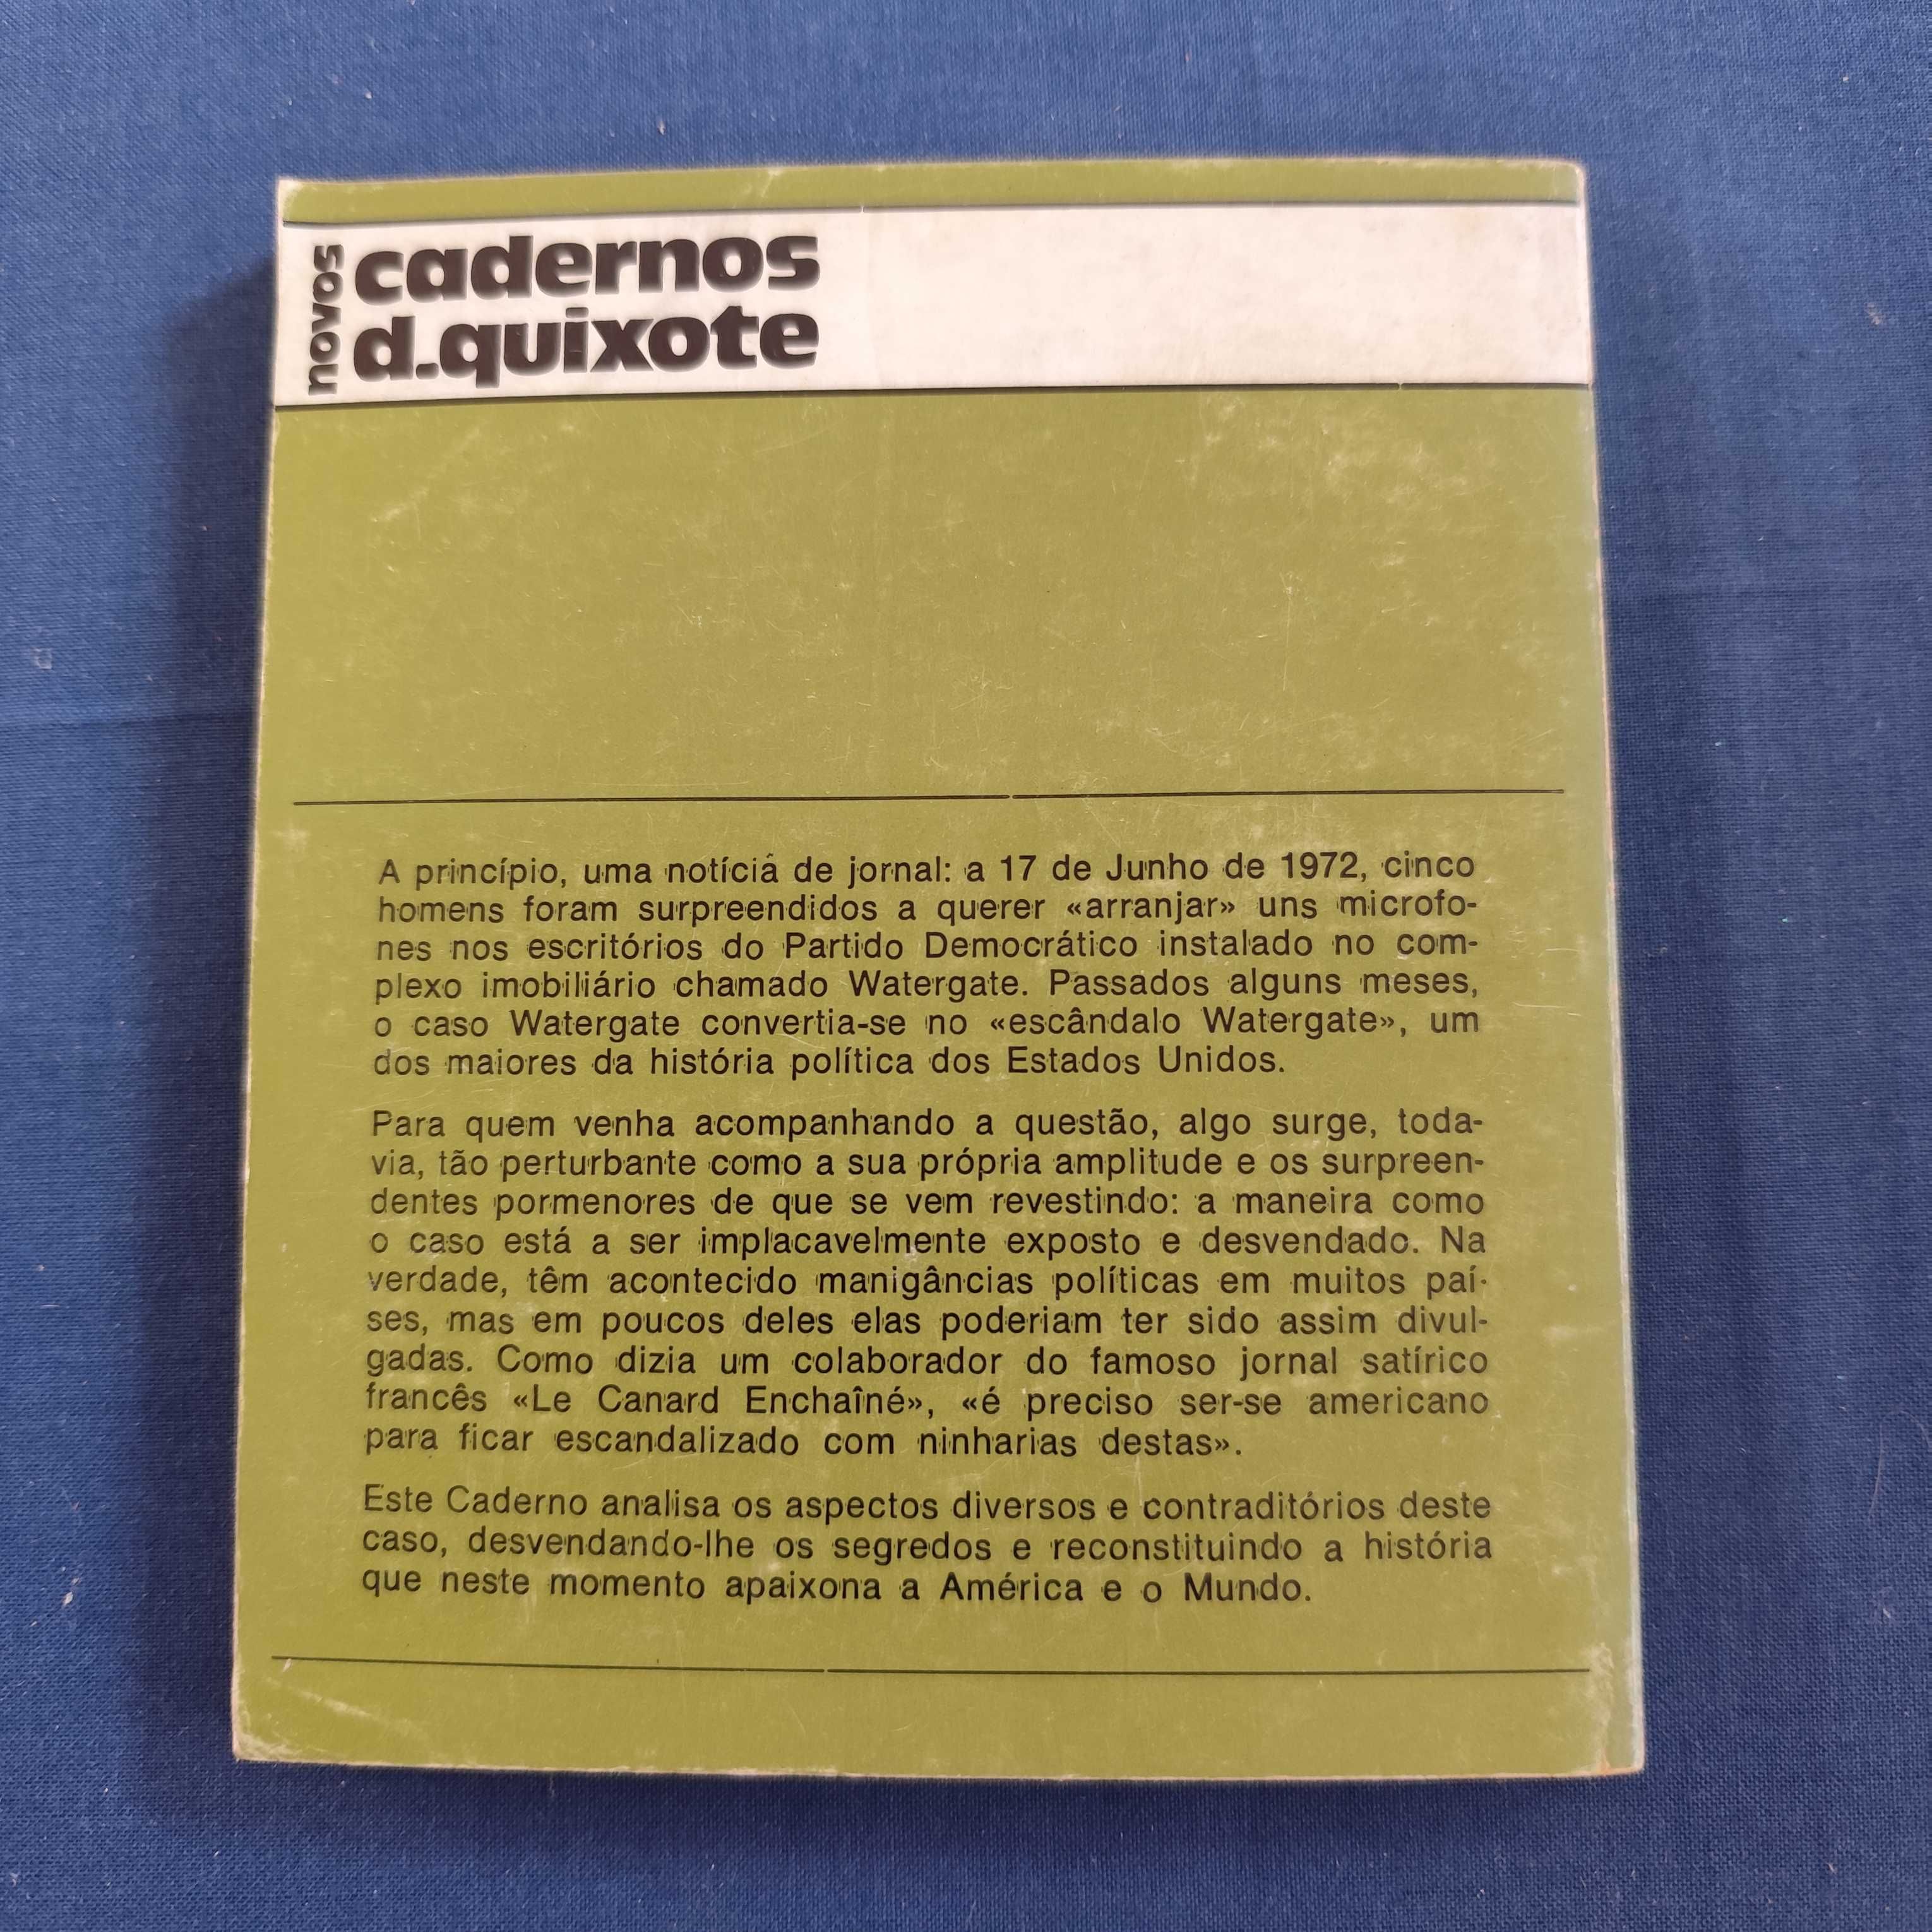 novos
cadernos
d.quixote
A princípio, uma notíciá de jornal: a 17 de Junho de 1972, cinco
homens foram surpreendidos a querer «arranjar» uns microfo-
nes nos escritórios do Partido Democrático instalado no com-
plexo imobiliário chamado Watergate. Passados alguns meses,
o caso Watergate convertia-se no «escândalo Watergate», um
dos maiores da história política dos Estados Unidos.
Para quem venha acompanhando a questão, algo surge, toda-
via, tão perturbante como a sua própria amplitude e os surpreen-
dentes pormenores de que se vem revestindo: a maneira como
o caso está a ser implacavelmente exposto e desvendado. Na
verdade, têm acontecido manigâncias políticas em muitos paí-
ses, mas em poucos deles elas poderiam ter sido assim divul-
gadas. Como dizia um colaborador do famoso jornal satírico
francês «Le Canard Enchaîné», «é preciso ser-se americano
para ficar escandalizado com ninharias destas».
Este Caderno analisa os aspectos diversos e contraditórios deste
caso, desvendando-lhe os segredos e reconstituindo a história
que neste momento apaixona a América e o Mundo.